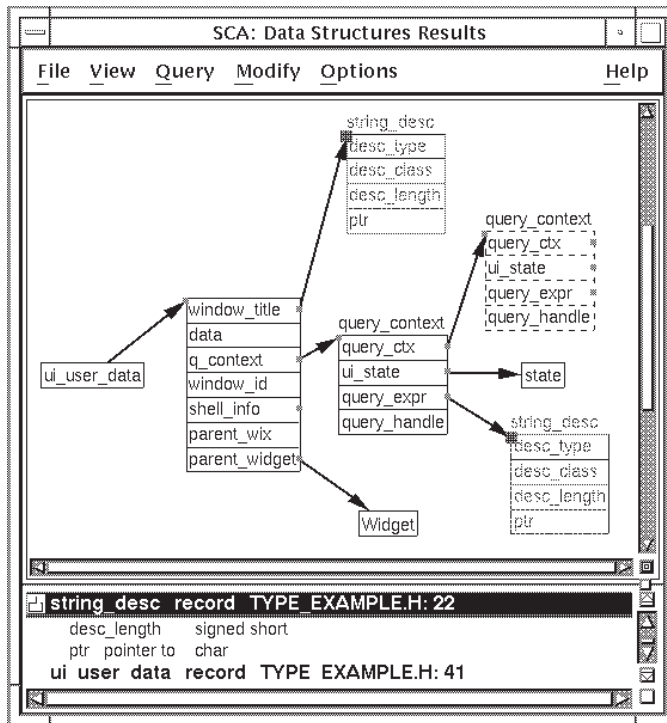 SCA: Data Structures Results
File View Query Modify Options Help
string_desc
desc_type
desc_class
desc_length
ptr
query_context
query_ctx
ui_state
query_expr
query_handle
window_title
data
q_context
window_id
shell_info
parent_wix
parent_widget
query_context
query_ctx
ui_state
query_expr
query_handle
ui_user_data
state
string_desc
desc_type
desc_class
desc_length
ptr
Widget
string_desc record TYPE_EXAMPLE.H: 22
desc_length signed short
ptr pointer to char
ui user data record TYPE EXAMPLE.H: 41